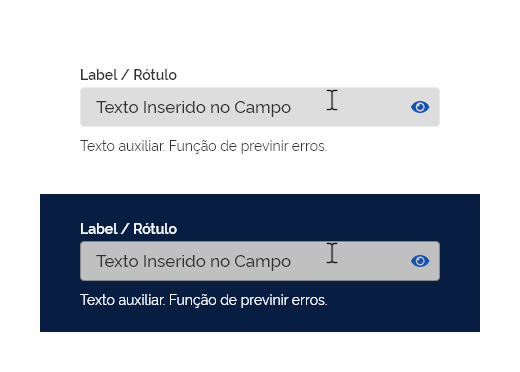 Label / Rótulo
Texto Inserido no Campo
Texto auxiliar. Função de previnir erros.
Label / Rótulo
Texto Inserido no Campo
Texto auxiliar. Função de previnir erros.